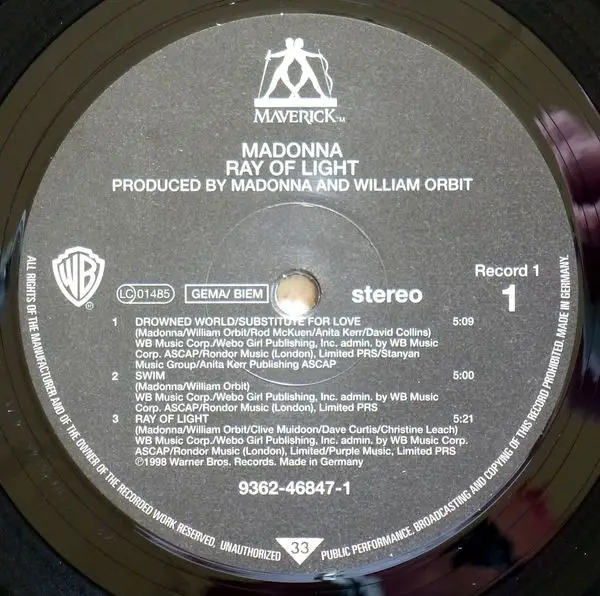 MAVERICK™
MADONNA
RAY OF LIGHT
PRODUCED BY MADONNA AND WILLIAM ORBIT
WB®
LC 01485
GEMA/ BIEM
stereo
Record 1
1
1 DROWNED WORLD/SUBSTITUTE FOR LOVE 5:09
(Madonna/William Orbit/Rod McKuen/Anita Kerr/David Collins)
WB Music Corp./Webo Girl Publishing, Inc. admin. by WB Music
Corp. ASCAP/Rondor Music (London), Limited PRS/Stanyan
Music Group/Anita Kerr Publishing ASCAP
2 SWIM 5:00
(Madonna/William Orbit)
WB Music Corp./Webo Girl Publishing, Inc. admin. by WB Music
Corp. ASCAP/Rondor Music (London), Limited PRS
3 RAY OF LIGHT 5:21
(Madonna/William Orbit/Clive Muidoon/Dave Curtis/Christine Leach)
WB Music Corp./Webo Girl Publishing, Inc. admin. by WB Music Corp.
ASCAP/Rondor Music (London), Limited/Purple Music, Limited PRS
℗1998 Warner Bros. Records. Made in Germany
9362-46847-1
33
ALL RIGHTS OF THE MANUFACTURER AND OF THE OWNER OF THE RECORDED WORK RESERVED. UNAUTHORIZED PUBLIC PERFORMANCE, BROADCASTING AND COPYING OF THIS RECORD PROHIBITED. MADE IN GERMANY.